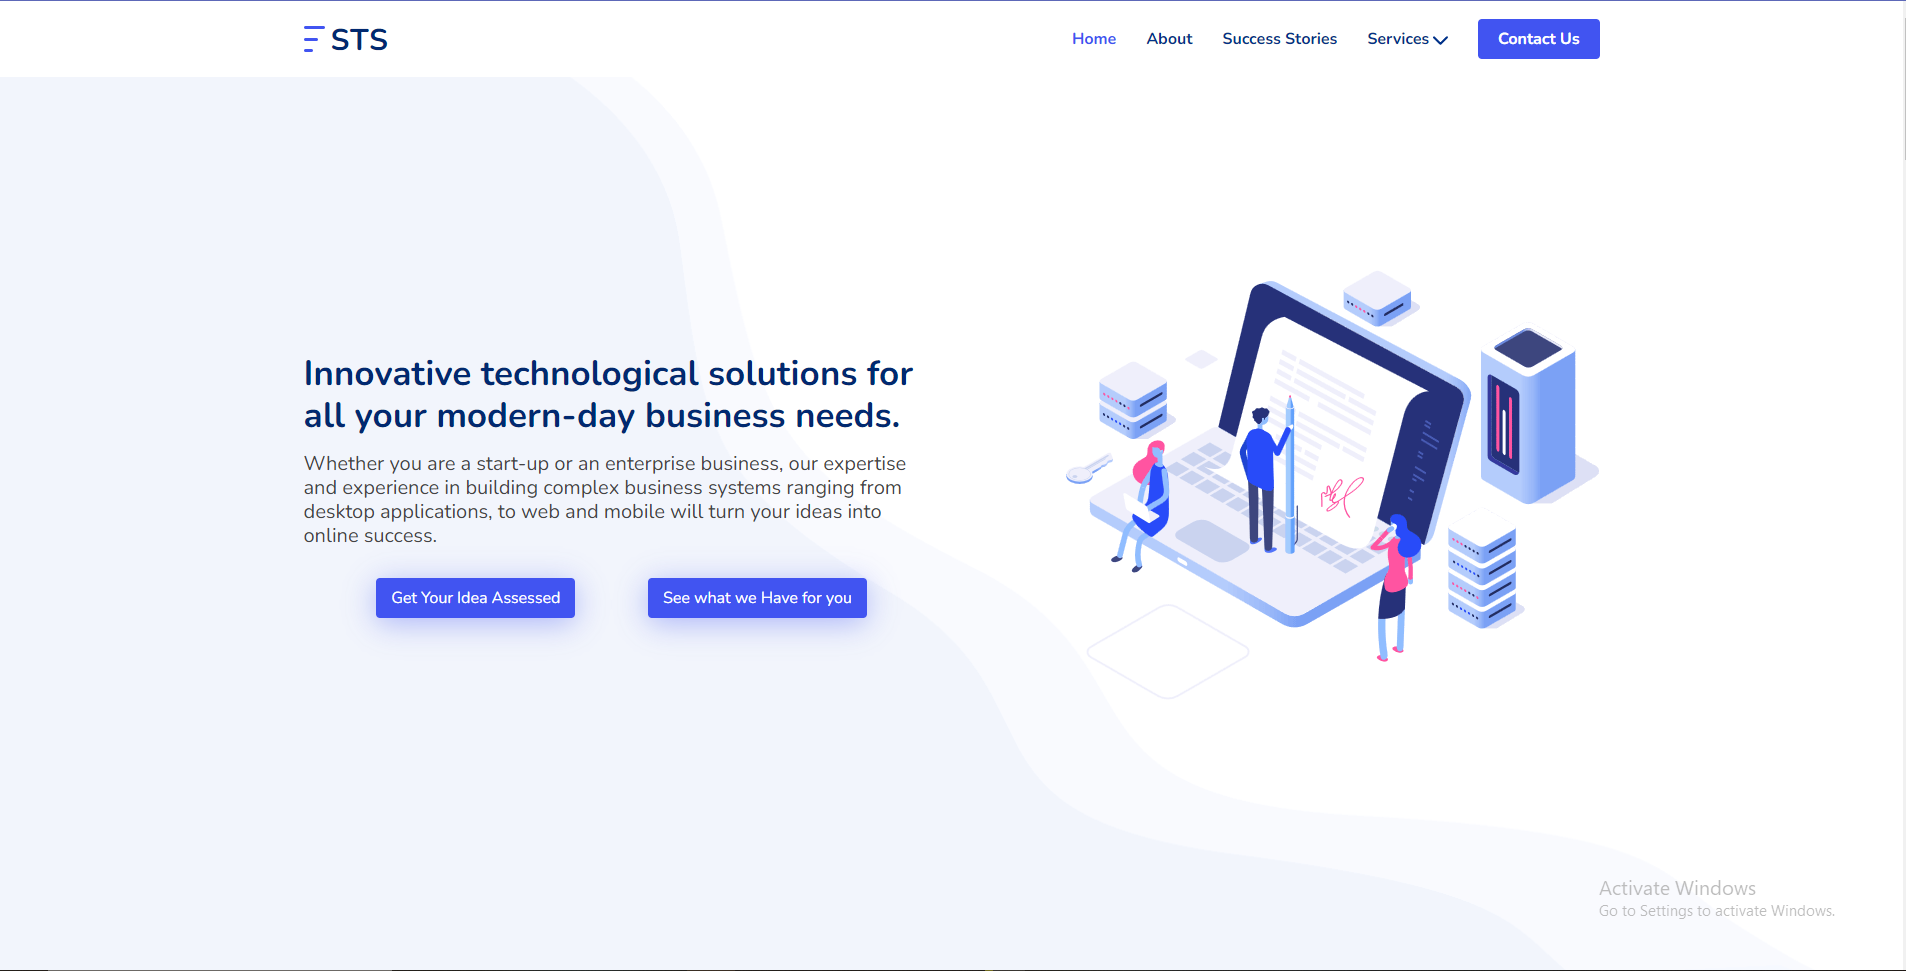 STS
Home
About
Success Stories
Services
Contact Us
Innovative technological solutions for
all your modern-day business needs.
Whether you are a start-up or an enterprise business, our expertise
and experience in building complex business systems ranging from
desktop applications, to web and mobile will turn your ideas into
online success.
Get Your Idea Assessed
See what we Have for you
Activate Windows
Go to Settings to activate Windows.